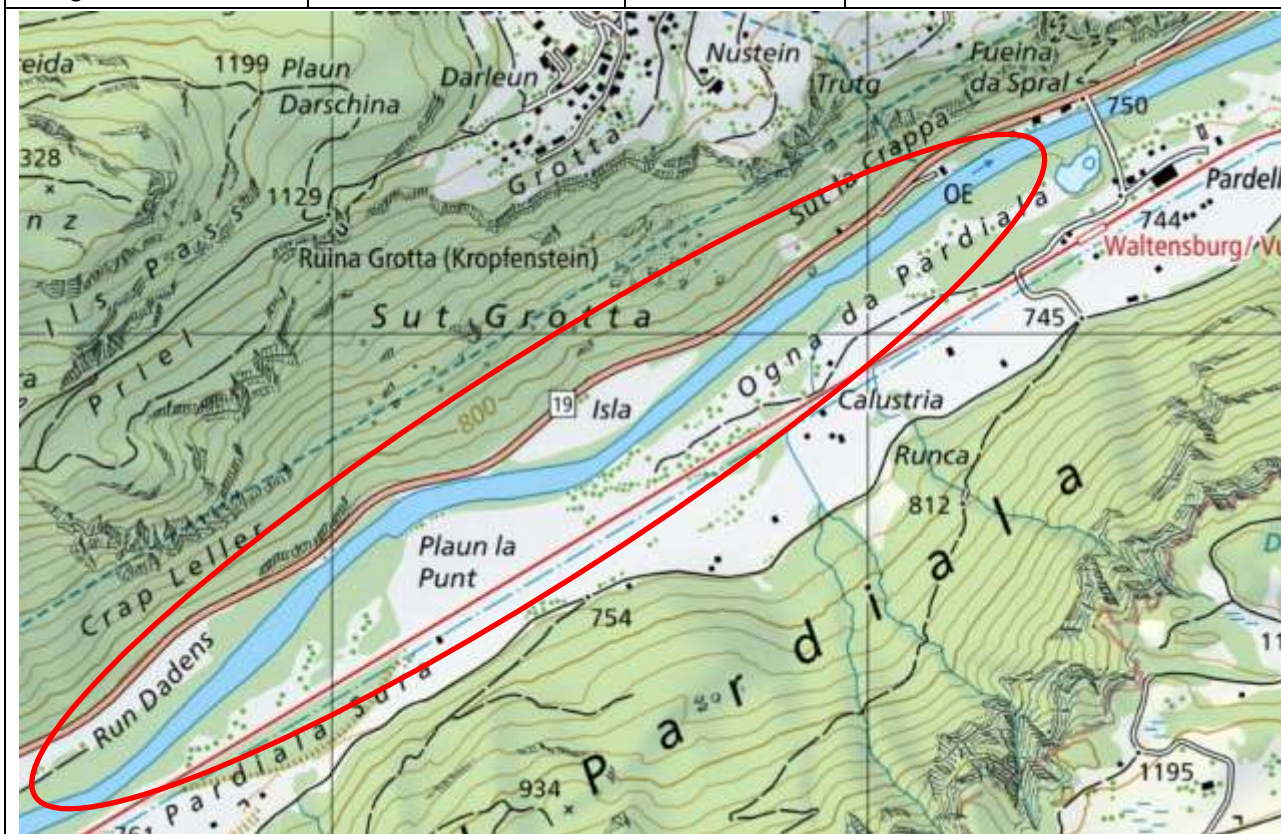 1199
Plaun
Darschina
Darleun
Nustein
Trutg
Fueina
da Spral
750
Grotta
Sut la Crappa
OE
Pardell
744
Waltensburg/ Vu
1129
Ruina Grotta (Kropfenstein)
Sut Grotta
745
Ogna da Pardiala
Priel
800
19
Isla
Calustria
Runca
812
Plaun la
Punt
Crap Leller
754
Pardiala
Run Dadens
Pardiala Sura
934
1195
761